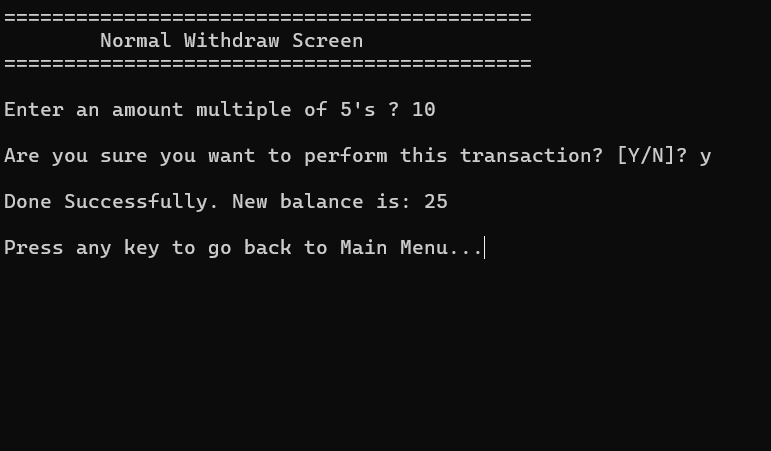 ============================================
Normal Withdraw Screen
============================================
Enter an amount multiple of 5's ? 10
Are you sure you want to perform this transaction? [Y/N]? y
Done Successfully. New balance is: 25
Press any key to go back to Main Menu...